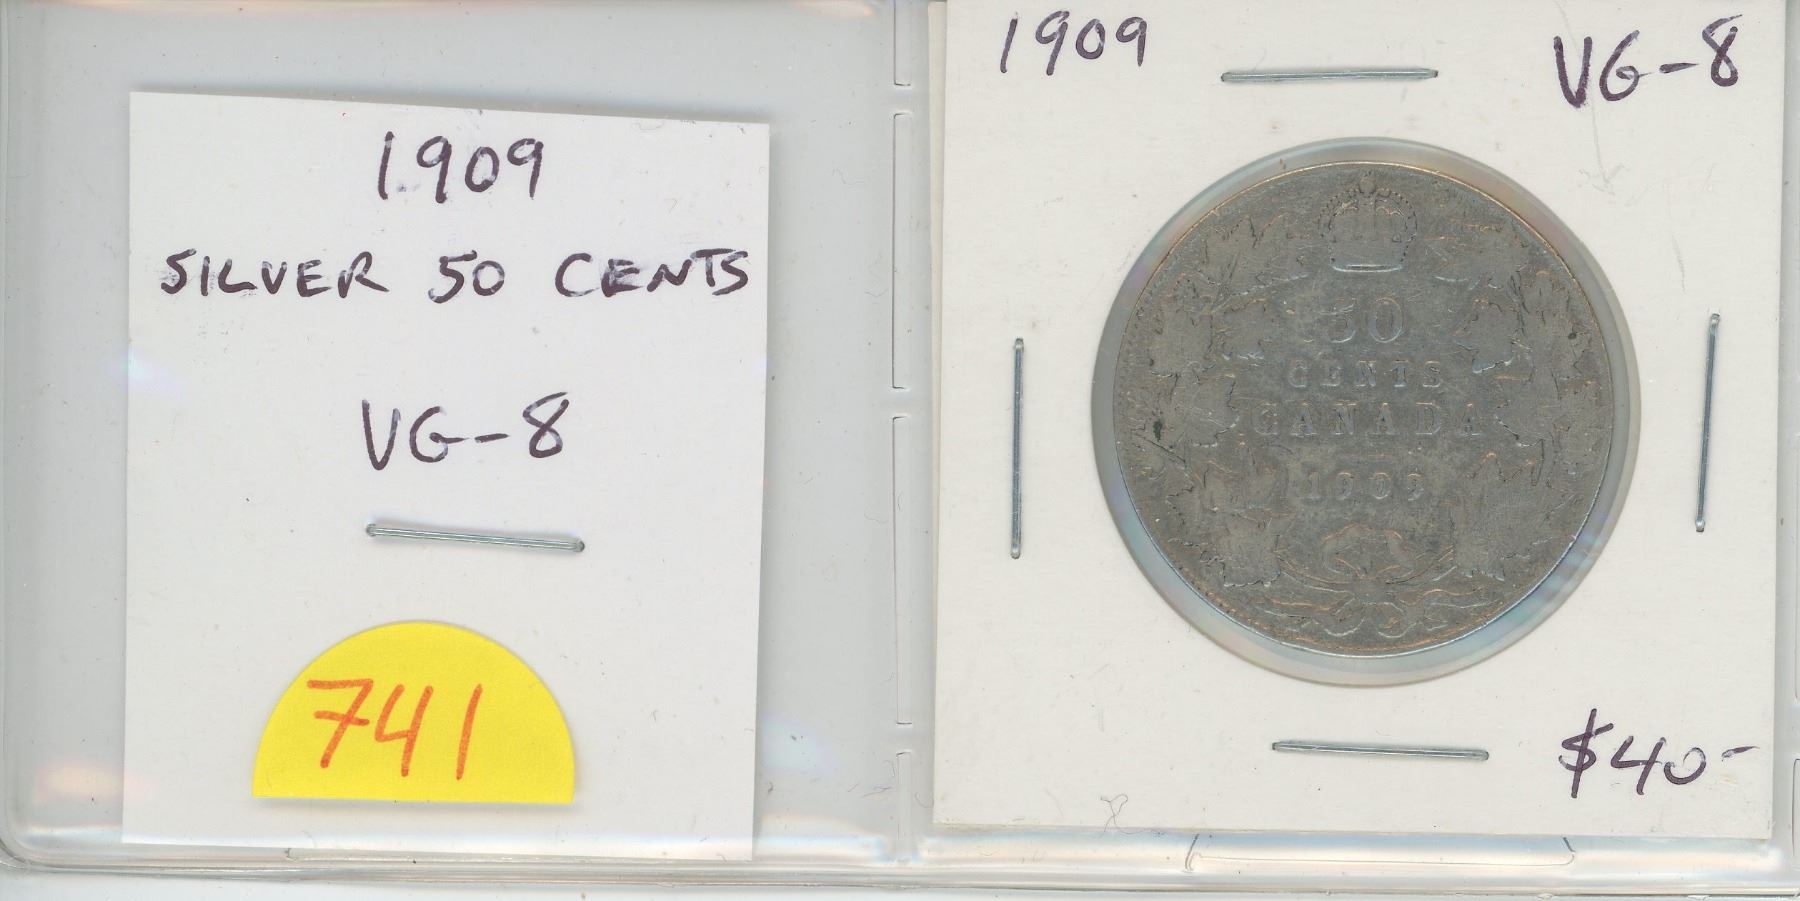 1909
SILVER 50 CENTS
VG-8
741
1909
VG-8
50
CENTS
CANADA
1909
$40-